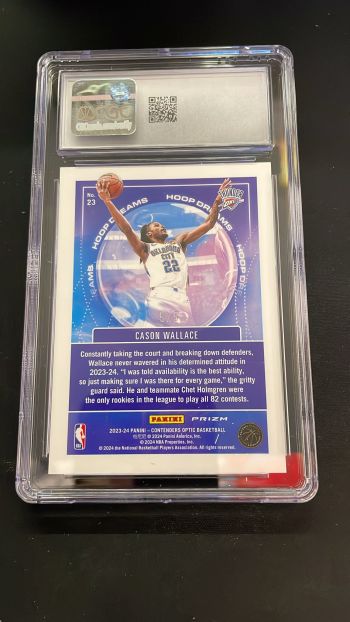 No.
23
HOOP DREAMS
HOOP DREAMS
HOOP DE
EAMS
THUNDER
OKLAHOMA
CITY
22
CASON WALLACE
Constantly taking the court and breaking down defenders,
Wallace never wavered in his determined attitude in
2023-24. "I was told availability is the best ability,
so just making sure I was there for every game," the gritty
guard said. He and teammate Chet Holmgren were
the only rookies in the league to play all 82 contests.
PANINI PRIZM
2023-24 PANINI – CONTENDERS OPTIC BASKETBALL
© 2024 Panini America, Inc.
© 2024 NBA Properties, Inc.
© 2024 the National Basketball Players Association. All rights reserved.